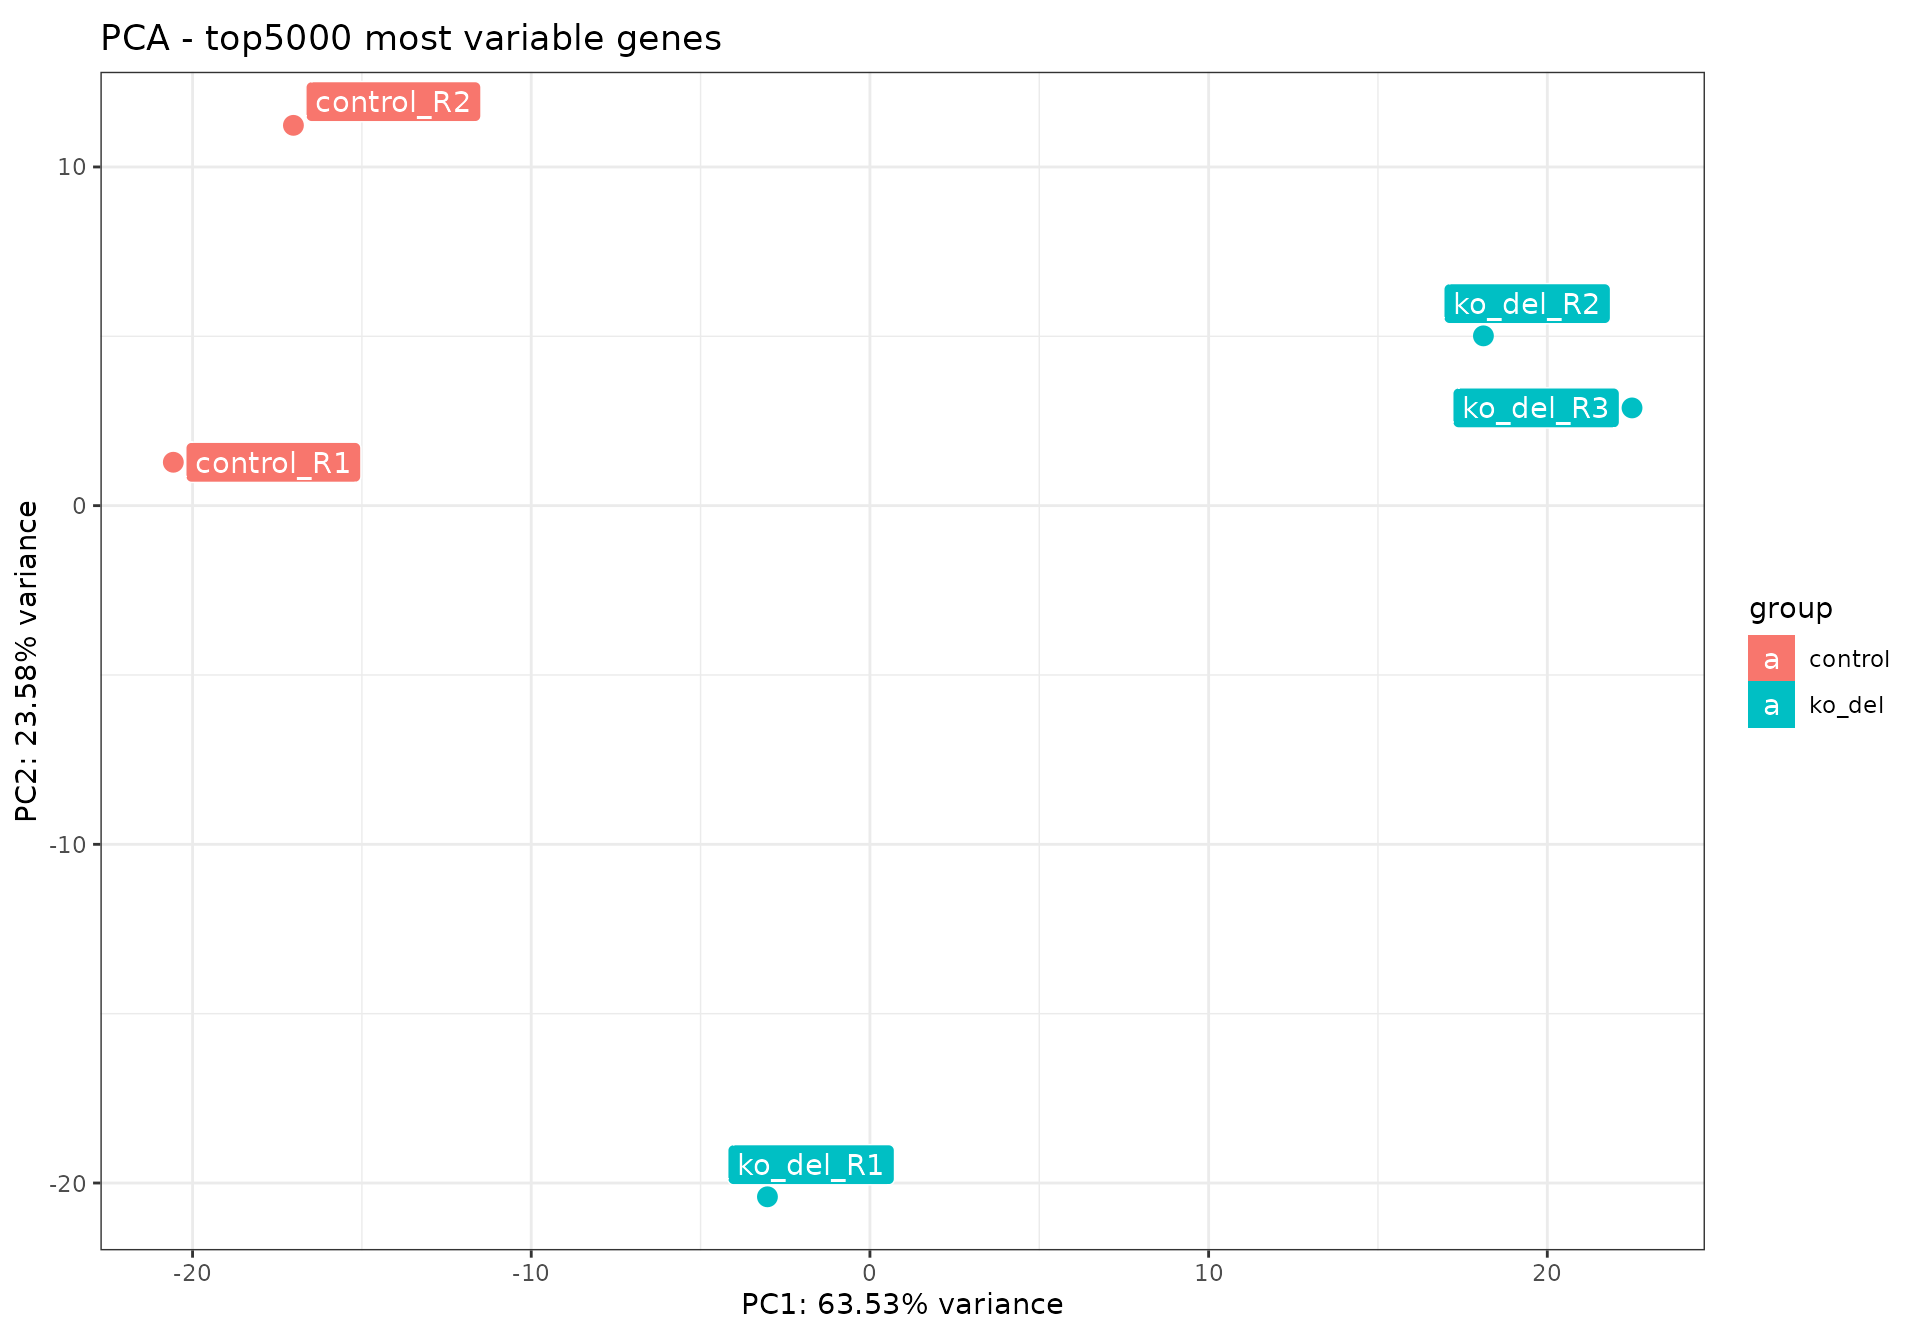 PCA - top5000 most variable genes
control_R2
10
ko_del_R2
ko_del_R3
control_R1
0
PC2: 23.58% variance
group
a control
a ko_del
-10
ko_del_R1
-20
-20 -10 0 10 20
PC1: 63.53% variance